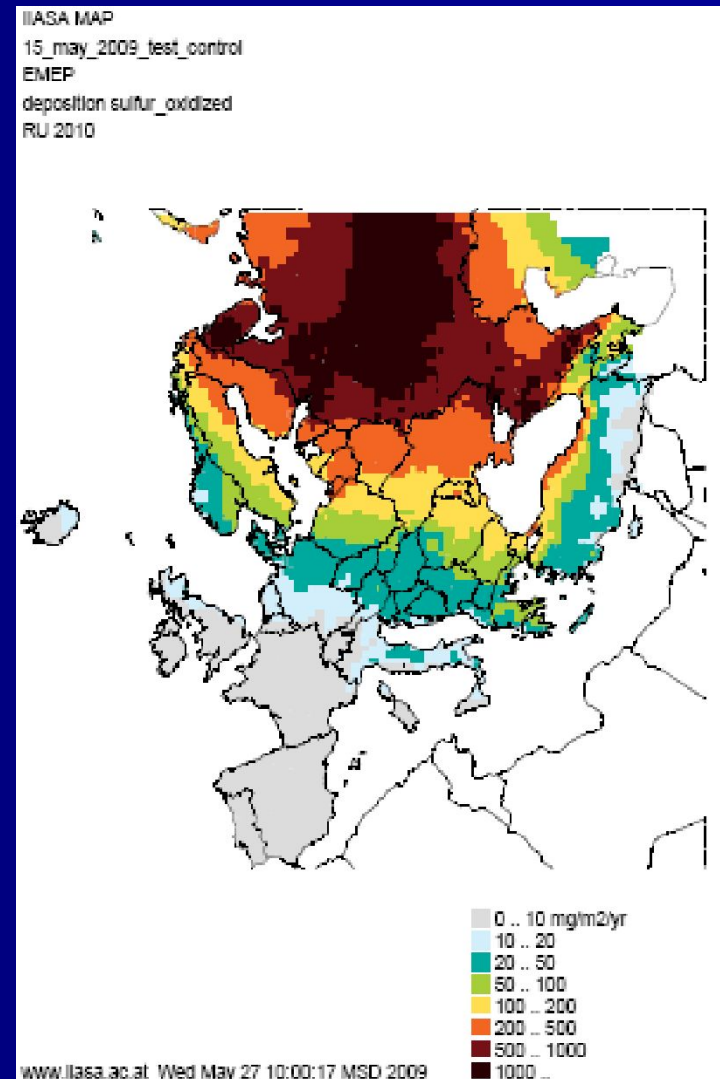 IIASA MAP
15_may_2009_test_control
EMEP
deposition sulfur_oxidized
RU 2010
0 .. 10 mg/m2/yr
10 .. 20
20 .. 50
50 .. 100
100 .. 200
200 .. 500
500 .. 1000
1000 ..
www.iiasa.ac.at Wed May 27 10:00:17 MSD 2009